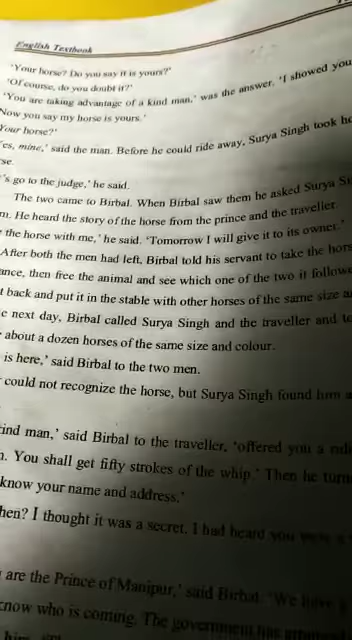 English Textbook
'Your horse? Do you say it is yours?'
'Of course, do you doubt it?'
'You are taking advantage of a kind man,' was the answer. 'I showed you
Now you say my horse is yours.'
Your horse?'
es, mine,' said the man. Before he could ride away, Surya Singh took
se.
's go to the judge,' he said.
The two came to Birbal. When Birbal saw them he asked Surya
m. He heard the story of the horse from the prince and the traveller.
the horse with me,' he said. 'Tomorrow I will give it to its owner.'
After both the men had left, Birbal told his servant to take the hors
ance, then free the animal and see which one of the two it followe
t back and put it in the stable with other horses of the same size a
e next day, Birbal called Surya Singh and the traveller and
about a dozen horses of the same size and colour.
is here,' said Birbal to the two men.
could not recognize the horse, but Surya Singh found him
ind man,' said Birbal to the traveller, 'offered you a
. You shall get fifty strokes of the whip.' Then he turn
know your name and address.'
hen? I thought it was a secret. I had heard you
are the Prince of Manipur,' said Birbal. 'We have
know who is coming. The government has
him